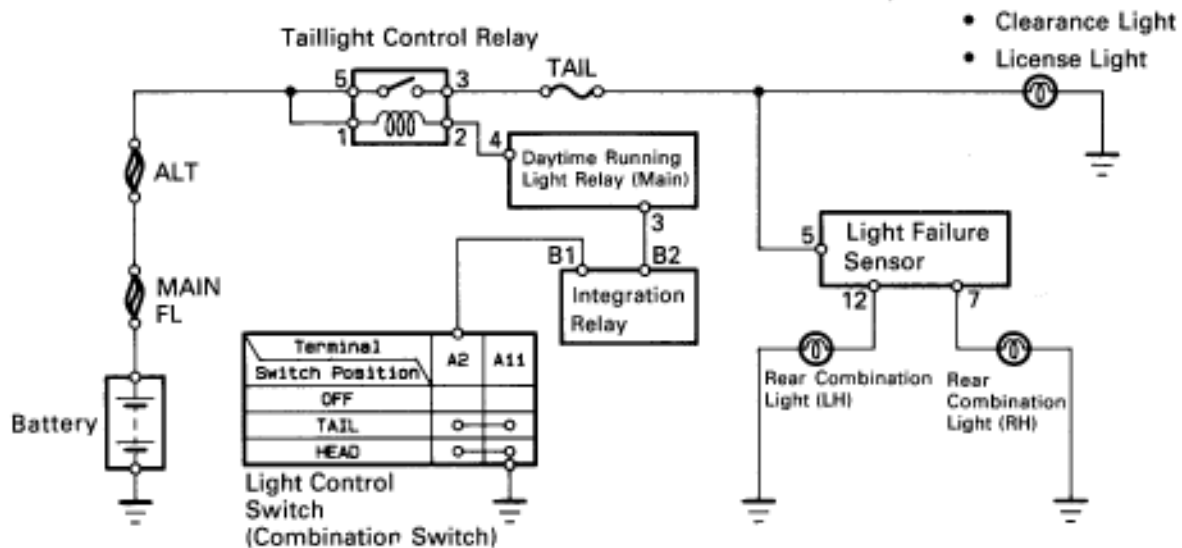 • Clearance Light
• License Light
Taillight Control Relay
TAIL
5
3
1
2
4
Daytime Running
Light Relay (Main)
3
ALT
MAIN
FL
B1
B2
Integration
Relay
5
Light Failure
Sensor
12
7
Terminal
Switch Position
A2
A11
OFF
TAIL
HEAD
Rear Combination
Light (LH)
Rear
Combination
Light (RH)
Battery
Light Control
Switch
(Combination Switch)